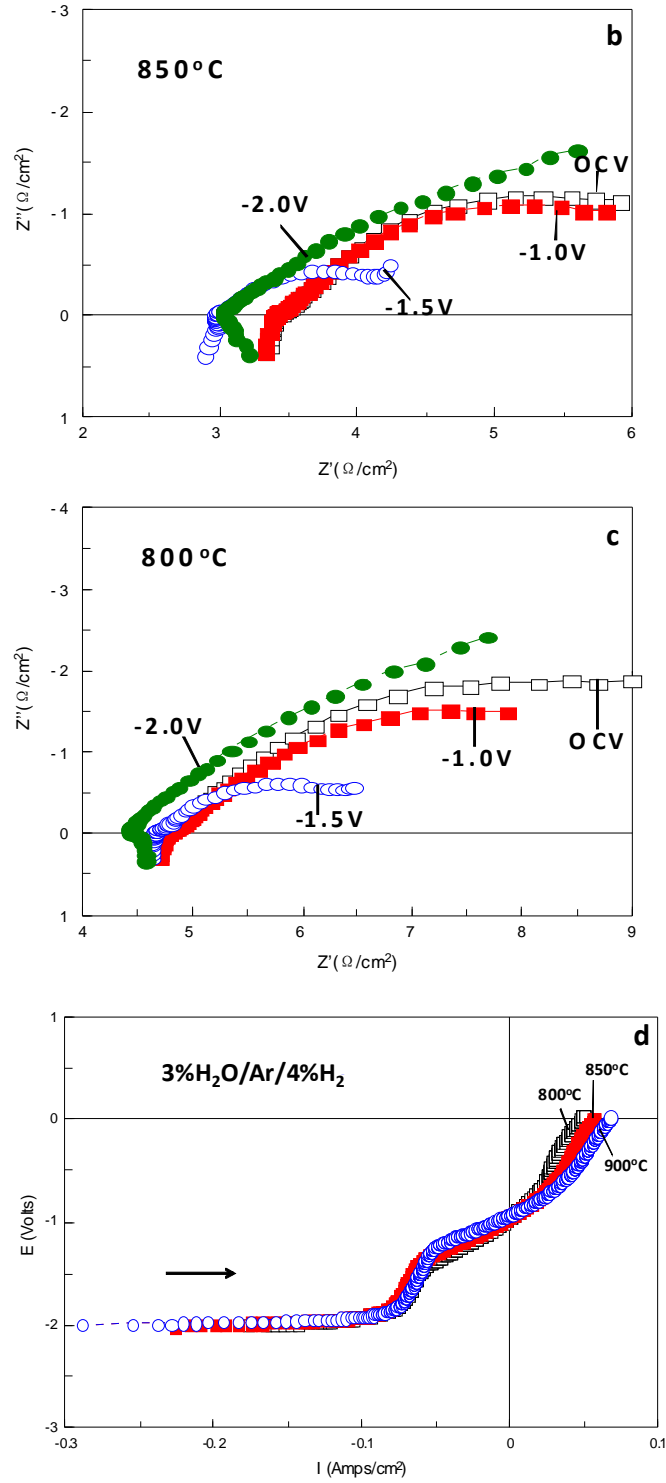 b
850°C
-3
-2
-1
0
1
Z''(Ω/cm²)
OCV
-2.0V
-1.0V
-1.5V
2 3 4 5 6
Z'(Ω/cm²)
c
800°C
-4
-3
-2
-1
0
1
Z''(Ω/cm²)
-2.0V
-1.0V
OCV
-1.5V
4 5 6 7 8 9
Z'(Ω/cm²)
d
3%H₂O/Ar/4%H₂
1
0
-1
-2
-3
E (Volts)
850°C
800°C
900°C
-0.3 -0.2 -0.1 0 0.1
I (Amps/cm²)